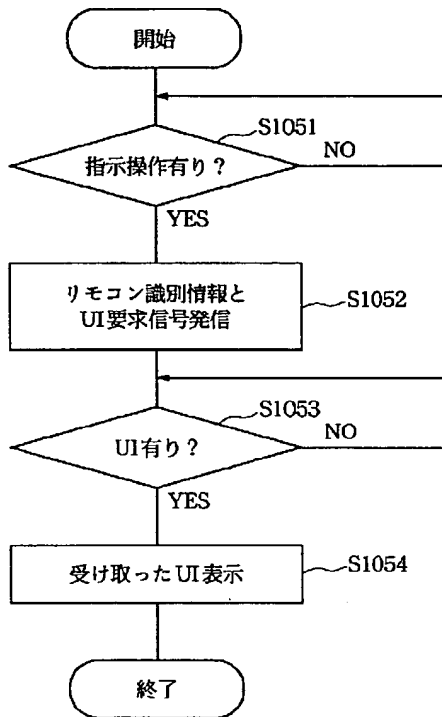 開始
S1051
指示操作有り？
NO
YES
リモコン識別情報と
UI要求信号発信
S1052
S1053
UI有り？
NO
YES
受け取ったUI表示
S1054
終了